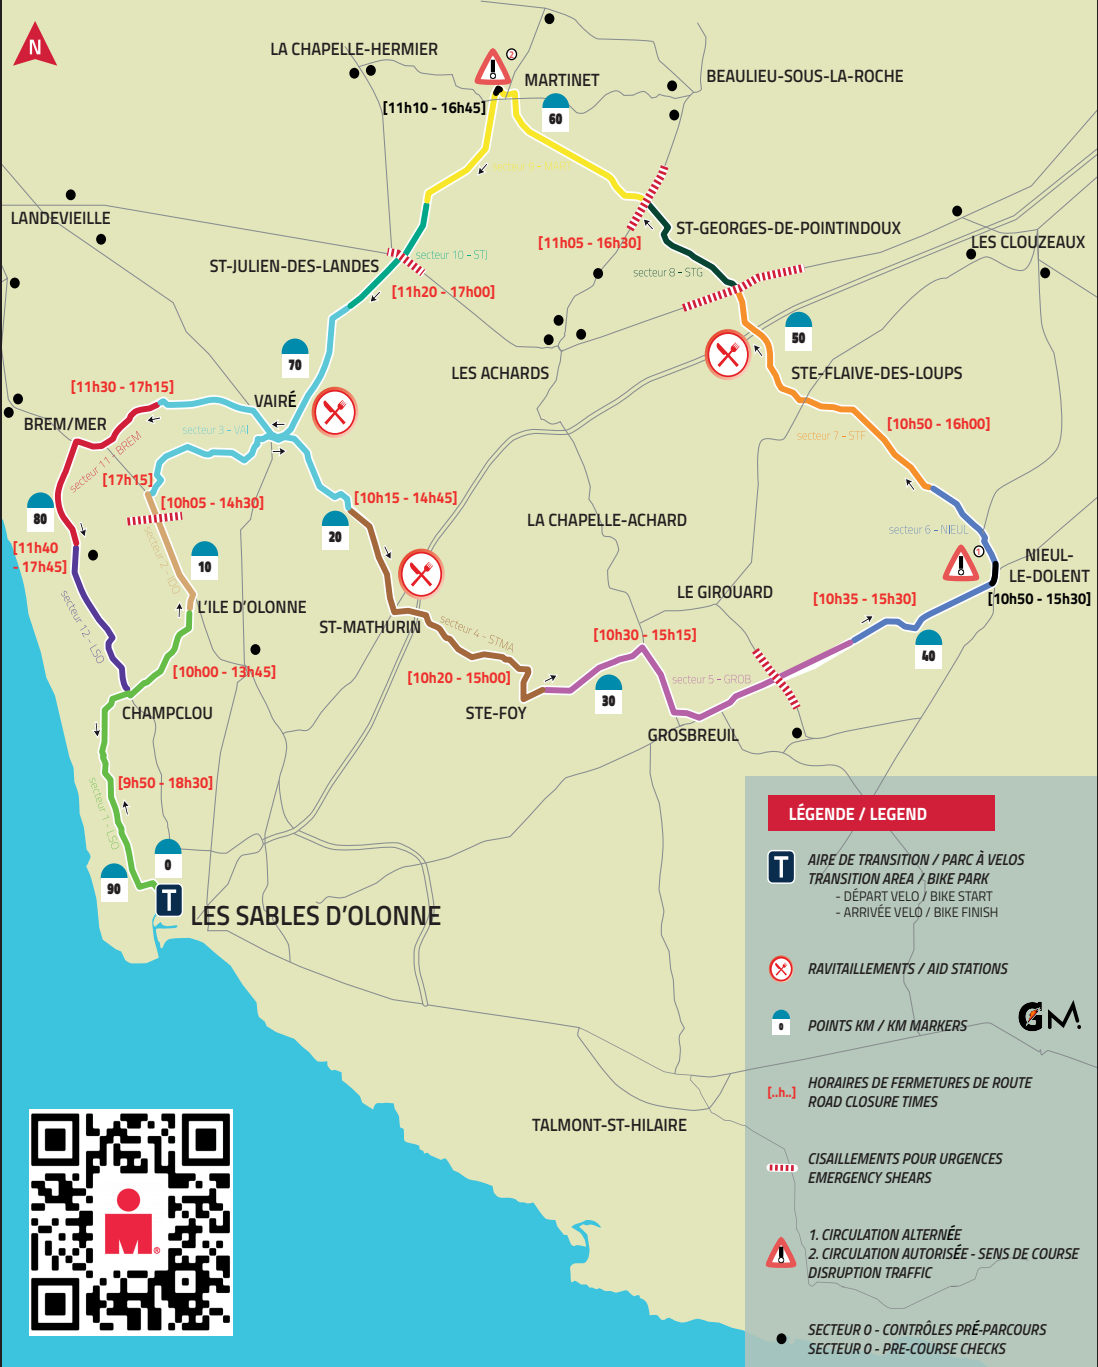 N
LA CHAPELLE-HERMIER
2
MARTINET
BEAULIEU-SOUS-LA-ROCHE
[11h10 - 16h45]
60
LANDEVIEILLE
ST-GEORGES-DE-POINTINDOUX
[11h05 - 16h30]
LES CLOUZEAUX
secteur 10 - STJ
ST-JULIEN-DES-LANDES
secteur 8 - STG
[11h20 - 17h00]
50
70
LES ACHARDS
STE-FLAIVE-DES-LOUPS
[11h30 - 17h15]
VAIRÉ
BREM/MER
secteur 3 - VAI
[10h50 - 16h00]
secteur 7 - STF
secteur 11 - BREM
[17h15]
[10h05 - 14h30]
[10h15 - 14h45]
80
20
LA CHAPELLE-ACHARD
secteur 6 - NIEUL
[11h40
- 17h45]
secteur 2 - IDO
10
1
NIEUL-
LE-DOLENT
[10h50 - 15h30]
LE GIROUARD
[10h35 - 15h30]
L'ILE D'OLONNE
ST-MATHURIN
secteur 4 - STMA
[10h30 - 15h15]
secteur 12 - LSO
40
[10h00 - 13h45]
[10h20 - 15h00]
secteur 5 - GROB
30
CHAMPCLOU
STE-FOY
GROSBREUIL
[9h50 - 18h30]
secteur 1 - LSO
0
90
T
LES SABLES D'OLONNE
TALMONT-ST-HILAIRE
M®
LÉGENDE / LEGEND
T
AIRE DE TRANSITION / PARC À VELOS
TRANSITION AREA / BIKE PARK
- DÉPART VELO / BIKE START
- ARRIVÉE VELO / BIKE FINISH
RAVITAILLEMENTS / AID STATIONS
0
POINTS KM / KM MARKERS
GM!
[..h..]
HORAIRES DE FERMETURES DE ROUTE
ROAD CLOSURE TIMES
CISAILLEMENTS POUR URGENCES
EMERGENCY SHEARS
1. CIRCULATION ALTERNÉE
2. CIRCULATION AUTORISÉE - SENS DE COURSE
DISRUPTION TRAFFIC
SECTEUR 0 - CONTRÔLES PRÉ-PARCOURS
SECTEUR 0 - PRE-COURSE CHECKS